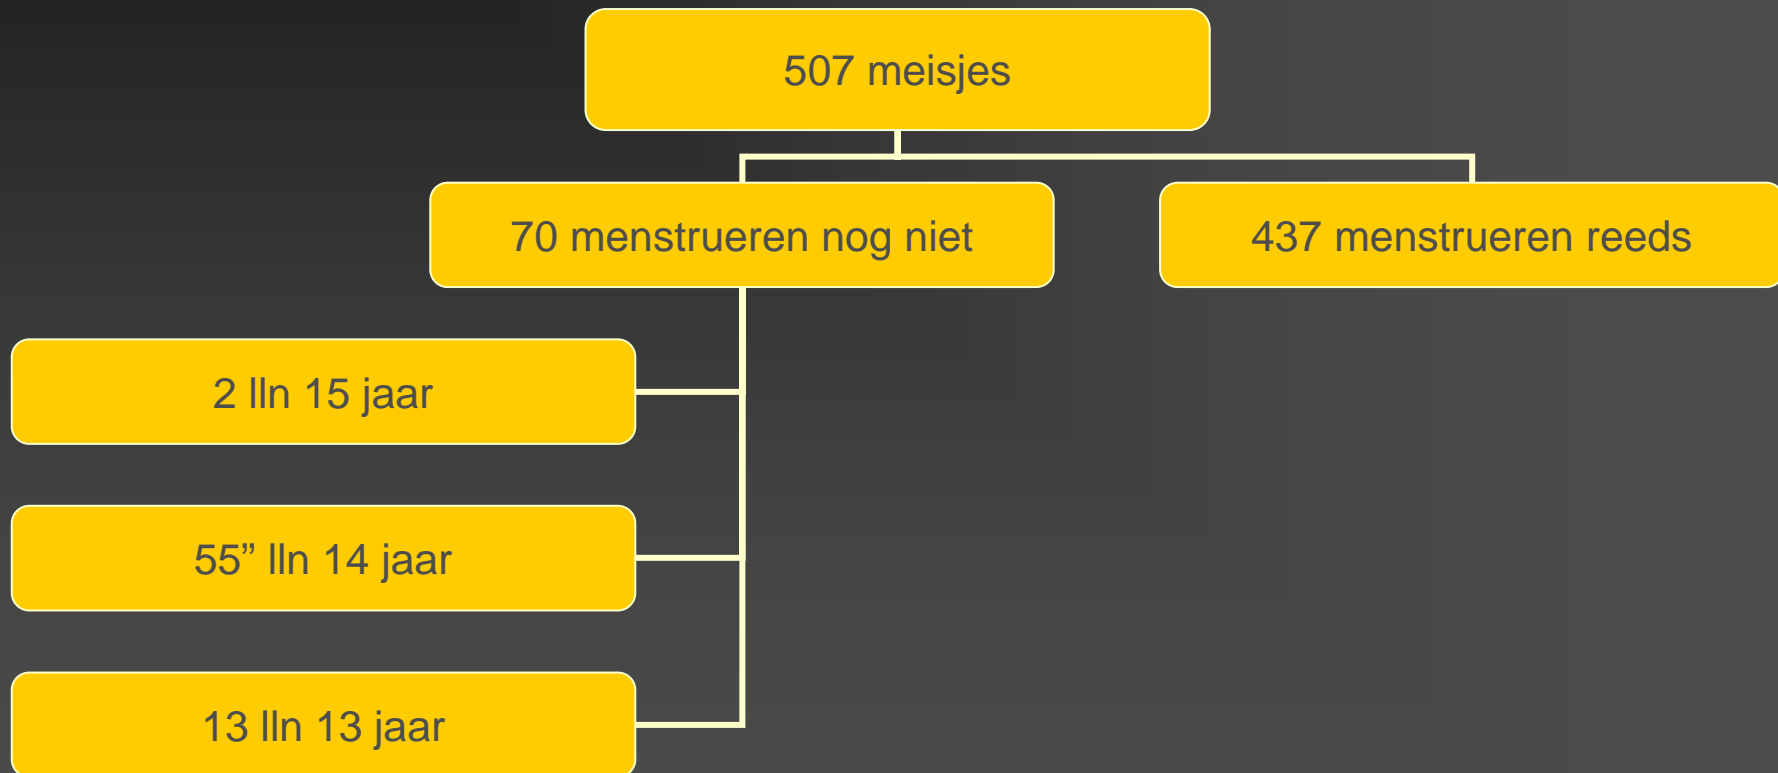 507 meisjes
70 menstrueren nog niet
437 menstrueren reeds
2 lln 15 jaar
55” lln 14 jaar
13 lln 13 jaar